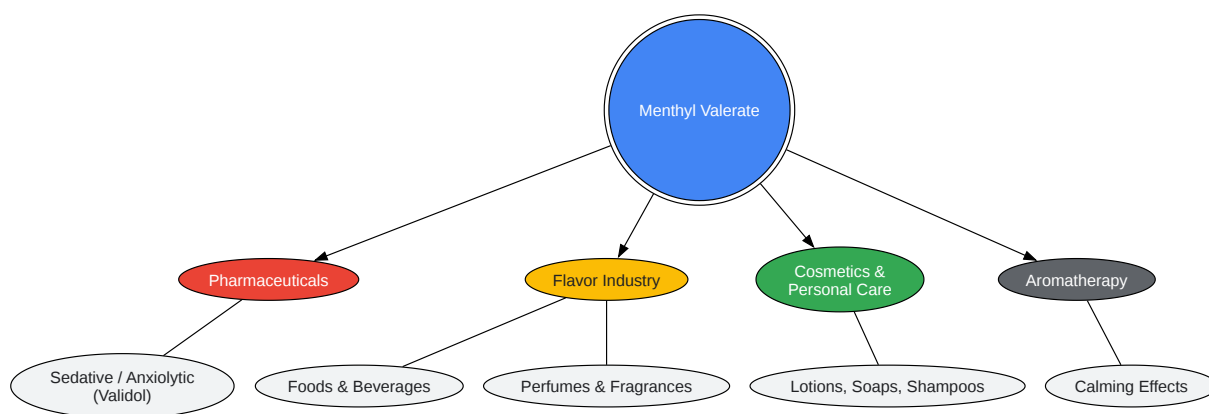 Menthyl Valerate
Pharmaceuticals
Flavor Industry
Cosmetics &
Personal Care
Aromatherapy
Sedative / Anxiolytic
(Validol)
Foods & Beverages
Perfumes & Fragrances
Lotions, Soaps, Shampoos
Calming Effects